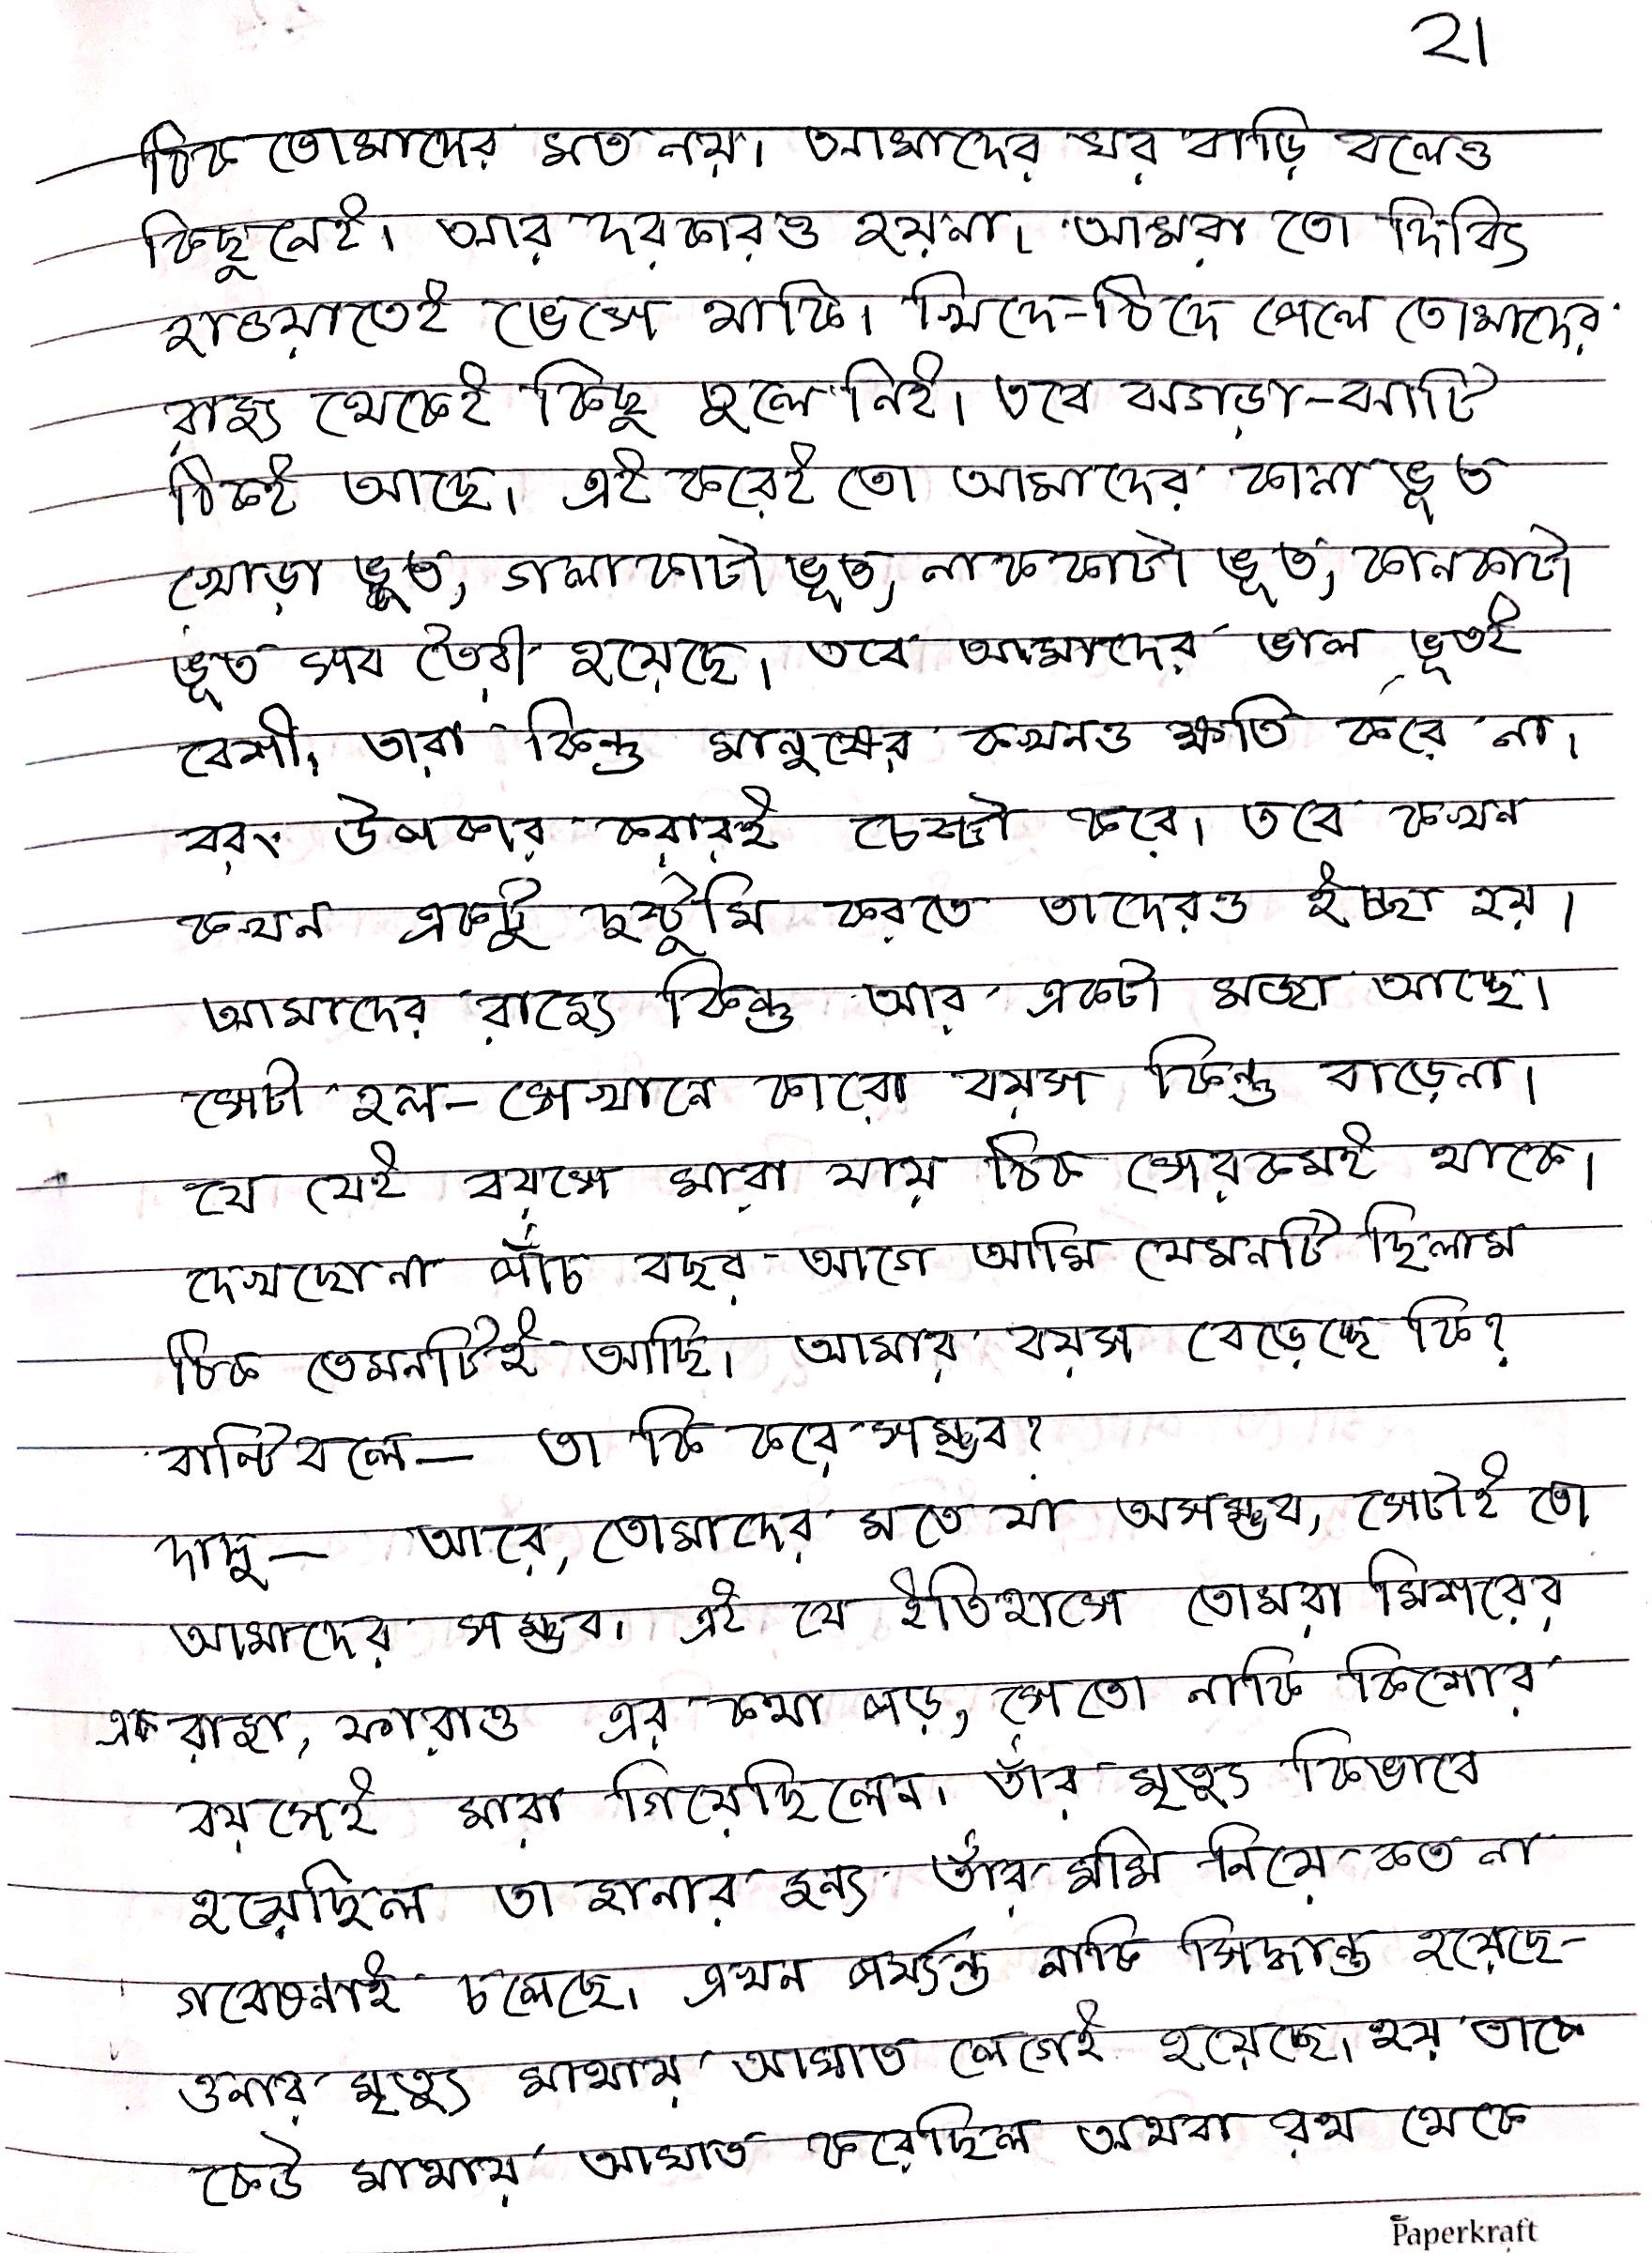 21
ঠিক তোমাদের মত নয়। আমাদের ঘর বাড়ি বলেও
কিছু নেই। আর দরকারও হয়না। আমরা তো দিব্যি
হাওয়াতেই ভেসে থাকি। খিদে-ঠিদে পেলে তোমাদের
রাজ্য থেকেই কিছু তুলে নিই। তবে ঝগড়া-ঝাটি
ঠিকই আছে। এই করেই তো আমাদের কানা ভূত
খোড়া ভূত, গলাকাটা ভূত, নাককাটা ভূত, কানকাটা
ভূত সব তৈরী হয়েছে। তবে আমাদের ভাল ভূতই
বেশী, তারা কিন্তু মানুষের কখনও ক্ষতি করে না।
বরং উপকার করারই চেষ্টা করে। তবে কখন
কখন একটু দুষ্টুমি করতে তাদেরও ইচ্ছা হয়।
আমাদের রাজ্যে কিন্তু আর একটা মজা আছে।
সেটা হল- সেখানে কারো বয়স কিন্তু বাড়েনা।
যে যেই বয়সে মারা যায় ঠিক সেরকমই থাকে।
দেখছোনা পাঁচ বছর আগে আমি যেমনটি ছিলাম
ঠিক তেমনটিই আছি। আমার বয়স বেড়েছে কি?
বান্টি বলে— তা কি করে সম্ভব?
দাদু— আরে, তোমাদের মতে যা অসম্ভব, সেটাই তো
আমাদের সম্ভব। এই যে ইতিহাসে তোমরা মিশরের
এক রাজা, ফারাও এর কথা পড়, সে তো নাকি কিশোর
বয়সেই মারা গিয়েছিলেন। তাঁর মৃত্যু কিভাবে
হয়েছিল তা জানার জন্য তাঁর মমি নিয়ে কত না
গবেষনাই চলেছে। এখন পর্য্যন্ত নাকি সিদ্ধান্ত হয়েছে-
ওনার মৃত্যু মাথায় আঘাত লেগেই হয়েছে। হয় তাকে
কেউ মাথায় আঘাত করেছিল অথবা রথ থেকে
Paperkraft